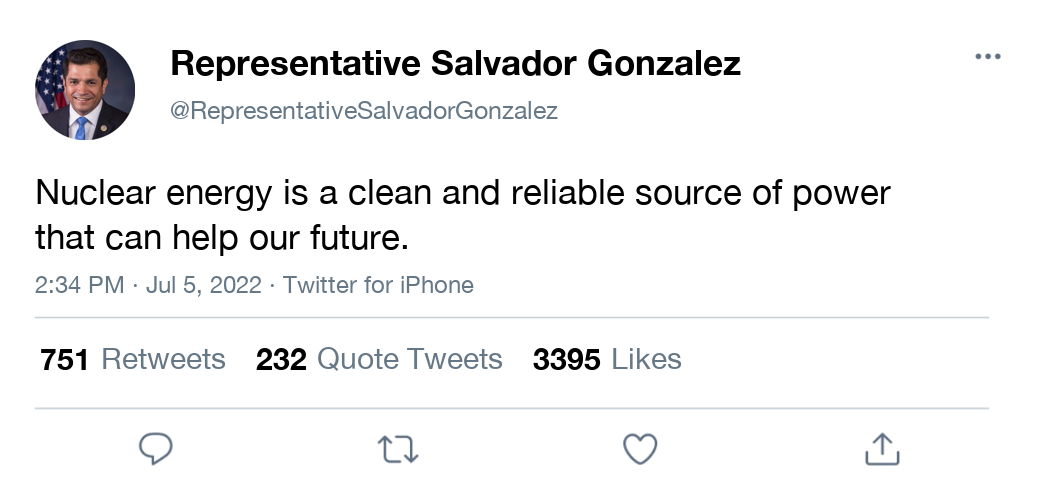 Representative Salvador Gonzalez
@RepresentativeSalvadorGonzalez
Nuclear energy is a clean and reliable source of power
that can help our future.
2:34 PM · Jul 5, 2022 · Twitter for iPhone
751 Retweets 232 Quote Tweets 3395 Likes